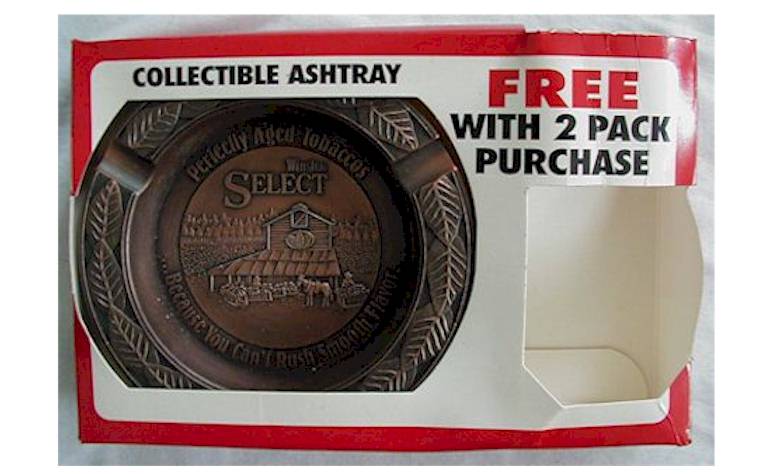 COLLECTIBLE ASHTRAY
FREE
WITH 2 PACK
PURCHASE
Perfectly Aged Tobaccos
Winston
SELECT
...Because You Can't Rush Smooth Flavor.